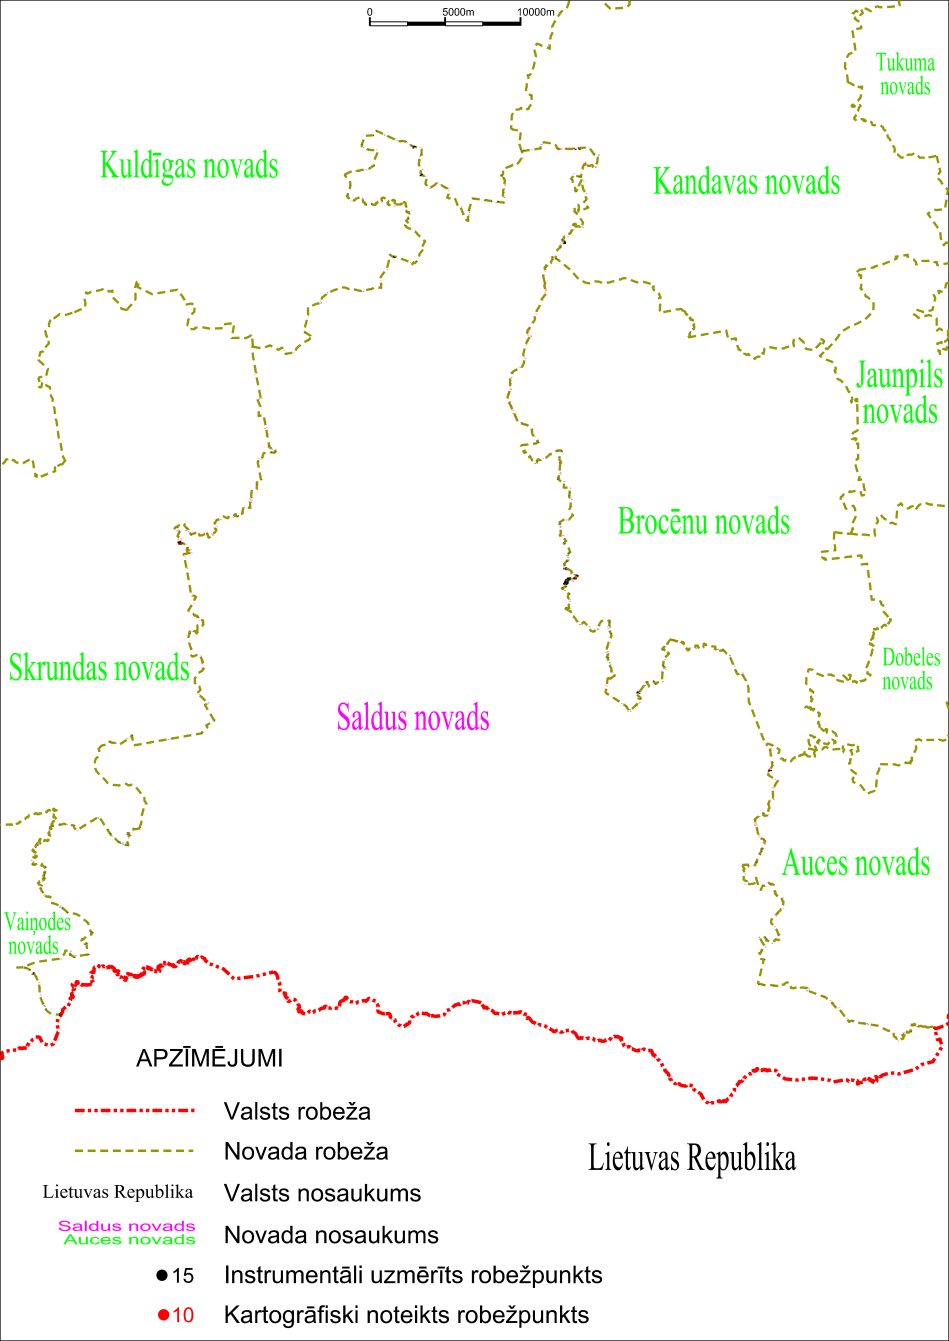 0 5000m 10000m
Tukuma
novads
Kuldīgas novads
Kandavas novads
Jaunpils
novads
Brocēnu novads
Skrundas novads
Dobeles
novads
Saldus novads
Auces novads
Vaiņodes
novads
APZĪMĒJUMI
Valsts robeža
Novada robeža
Lietuvas Republika
Lietuvas Republika Valsts nosaukums
Saldus novads
Auces novads
Novada nosaukums
15 Instrumentāli uzmērīts robežpunkts
10 Kartogrāfiski noteikts robežpunkts